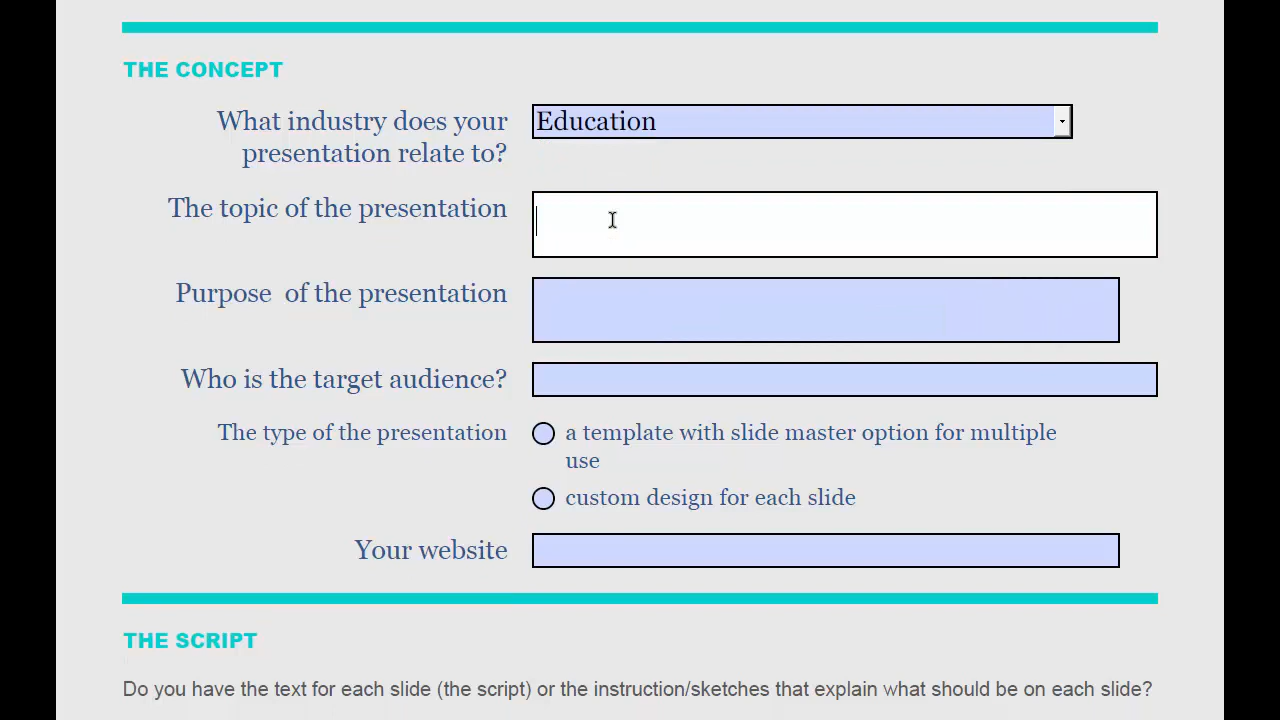 THE CONCEPT
What industry does your
presentation relate to?
Education
The topic of the presentation
Purpose  of the presentation
Who is the target audience?
The type of the presentation
a template with slide master option for multiple
use
custom design for each slide
Your website
THE SCRIPT
Do you have the text for each slide (the script) or the instruction/sketches that explain what should be on each slide?